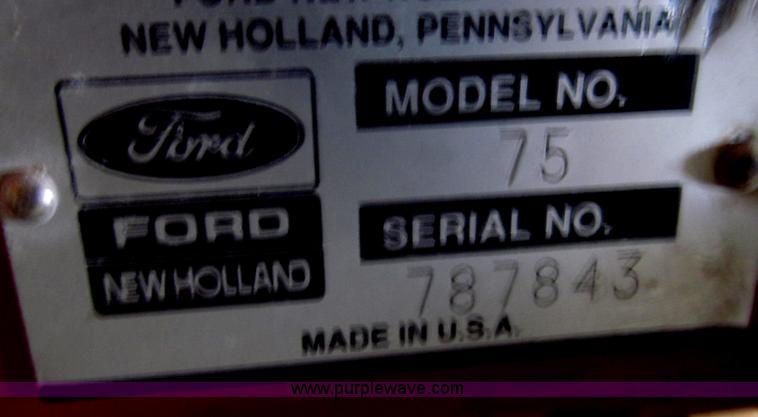 NEW HOLLAND, PENNSYLVANIA
Ford
FORD
NEW HOLLAND
MODEL NO.
75
SERIAL NO.
787843
MADE IN U.S.A.
www.purplewave.com